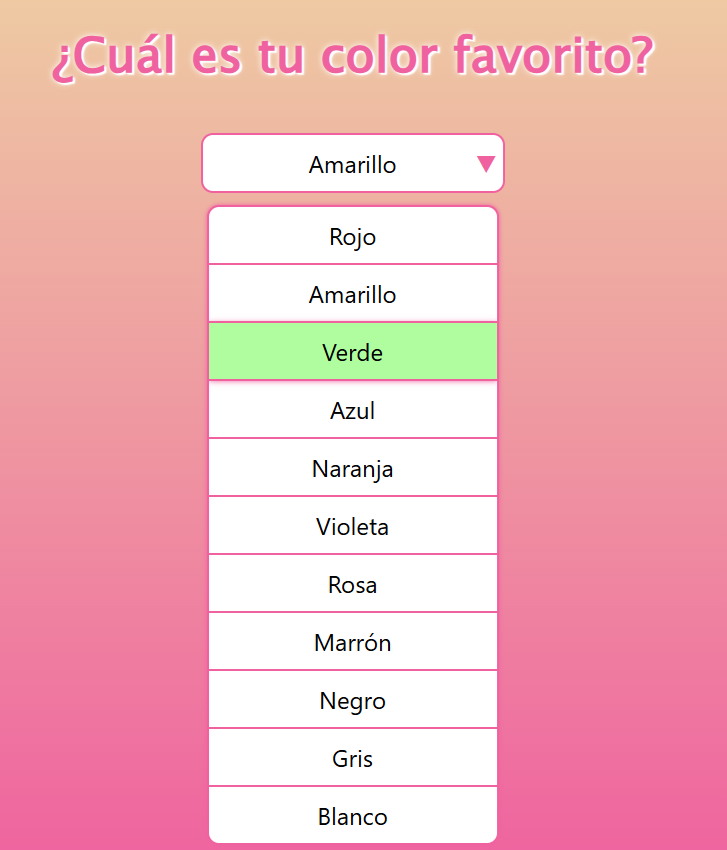 ¿Cuál es tu color favorito?
Amarillo
Rojo
Amarillo
Verde
Azul
Naranja
Violeta
Rosa
Marrón
Negro
Gris
Blanco